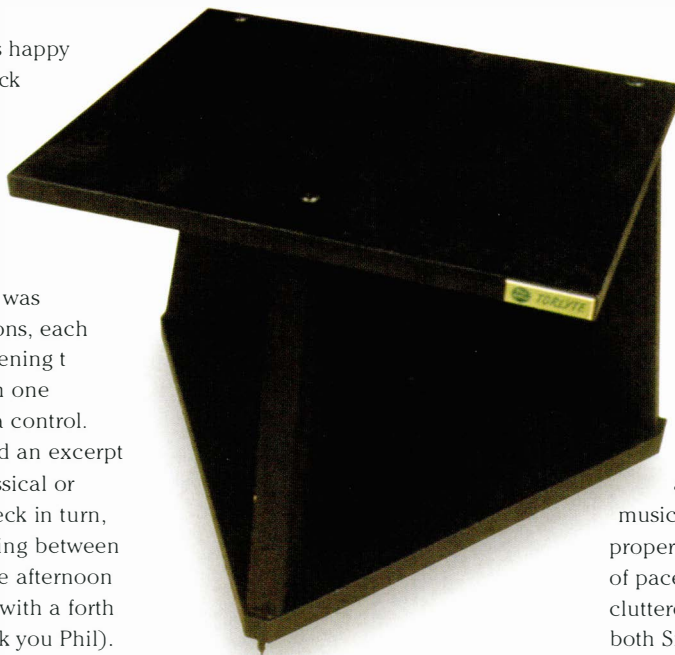 s happy
ck
was
ons, each
ening t
n one
a control.
d an excerpt
ssical or
eck in turn,
ing between
e afternoon
with a forth
k you Phil).
TORLYTE
music
proper
of pace
cluttere
both S